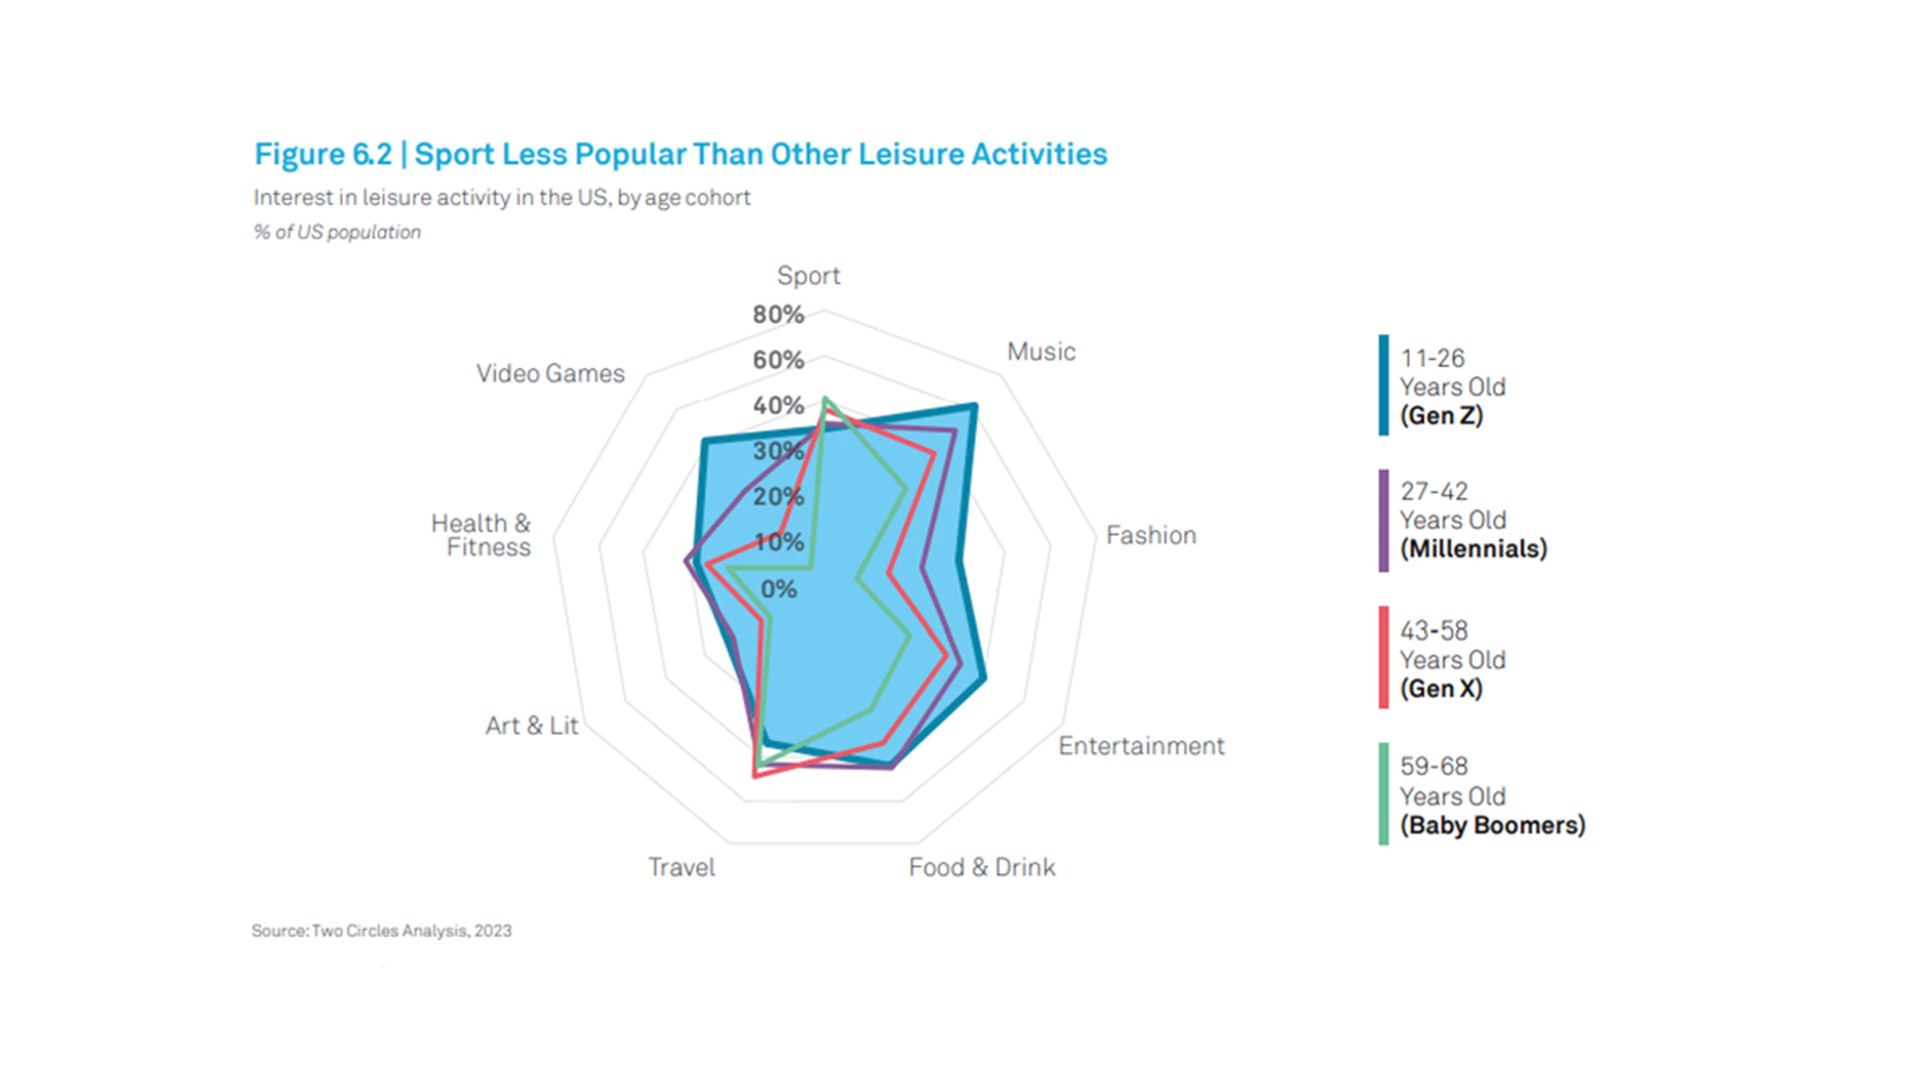 Figure 6.2 | Sport Less Popular Than Other Leisure Activities
Interest in leisure activity in the US, by age cohort
% of US population
Sport
80%
60%
40%
30%
20%
10%
0%
Music
Fashion
Entertainment
Food & Drink
Travel
Art & Lit
Health &
Fitness
Video Games
11-26
Years Old
(Gen Z)
27-42
Years Old
(Millennials)
43-58
Years Old
(Gen X)
59-68
Years Old
(Baby Boomers)
Source: Two Circles Analysis, 2023